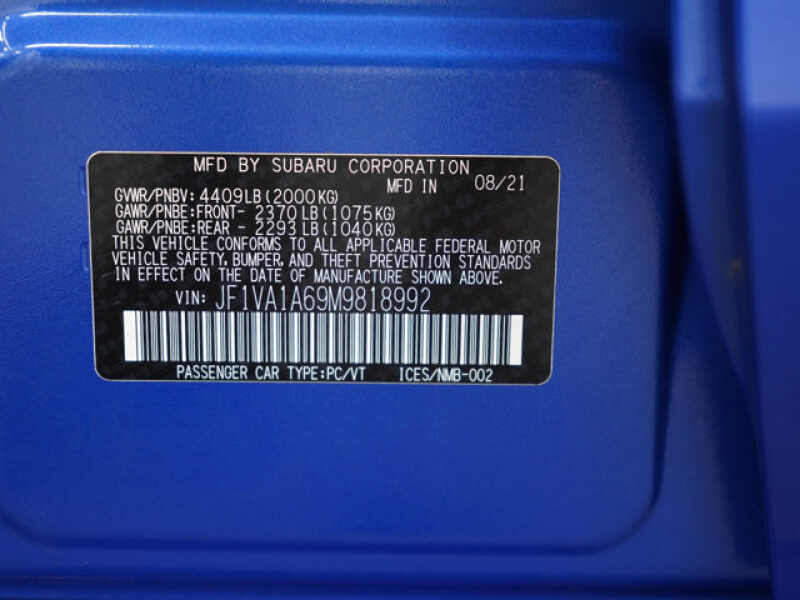 MFD BY SUBARU CORPORATION
MFD IN 08/21
GVWR/PNBV: 4409LB(2000KG)
GAWR/PNBE:FRONT- 2370LB(1075KG)
GAWR/PNBE:REAR - 2293LB(1040KG)
THIS VEHICLE CONFORMS TO ALL APPLICABLE FEDERAL MOTOR
VEHICLE SAFETY, BUMPER, AND THEFT PREVENTION STANDARDS
IN EFFECT ON THE DATE OF MANUFACTURE SHOWN ABOVE.
VIN: JF1VA1A69M9818992
PASSENGER CAR TYPE:PC/VT ICES/NMB-002